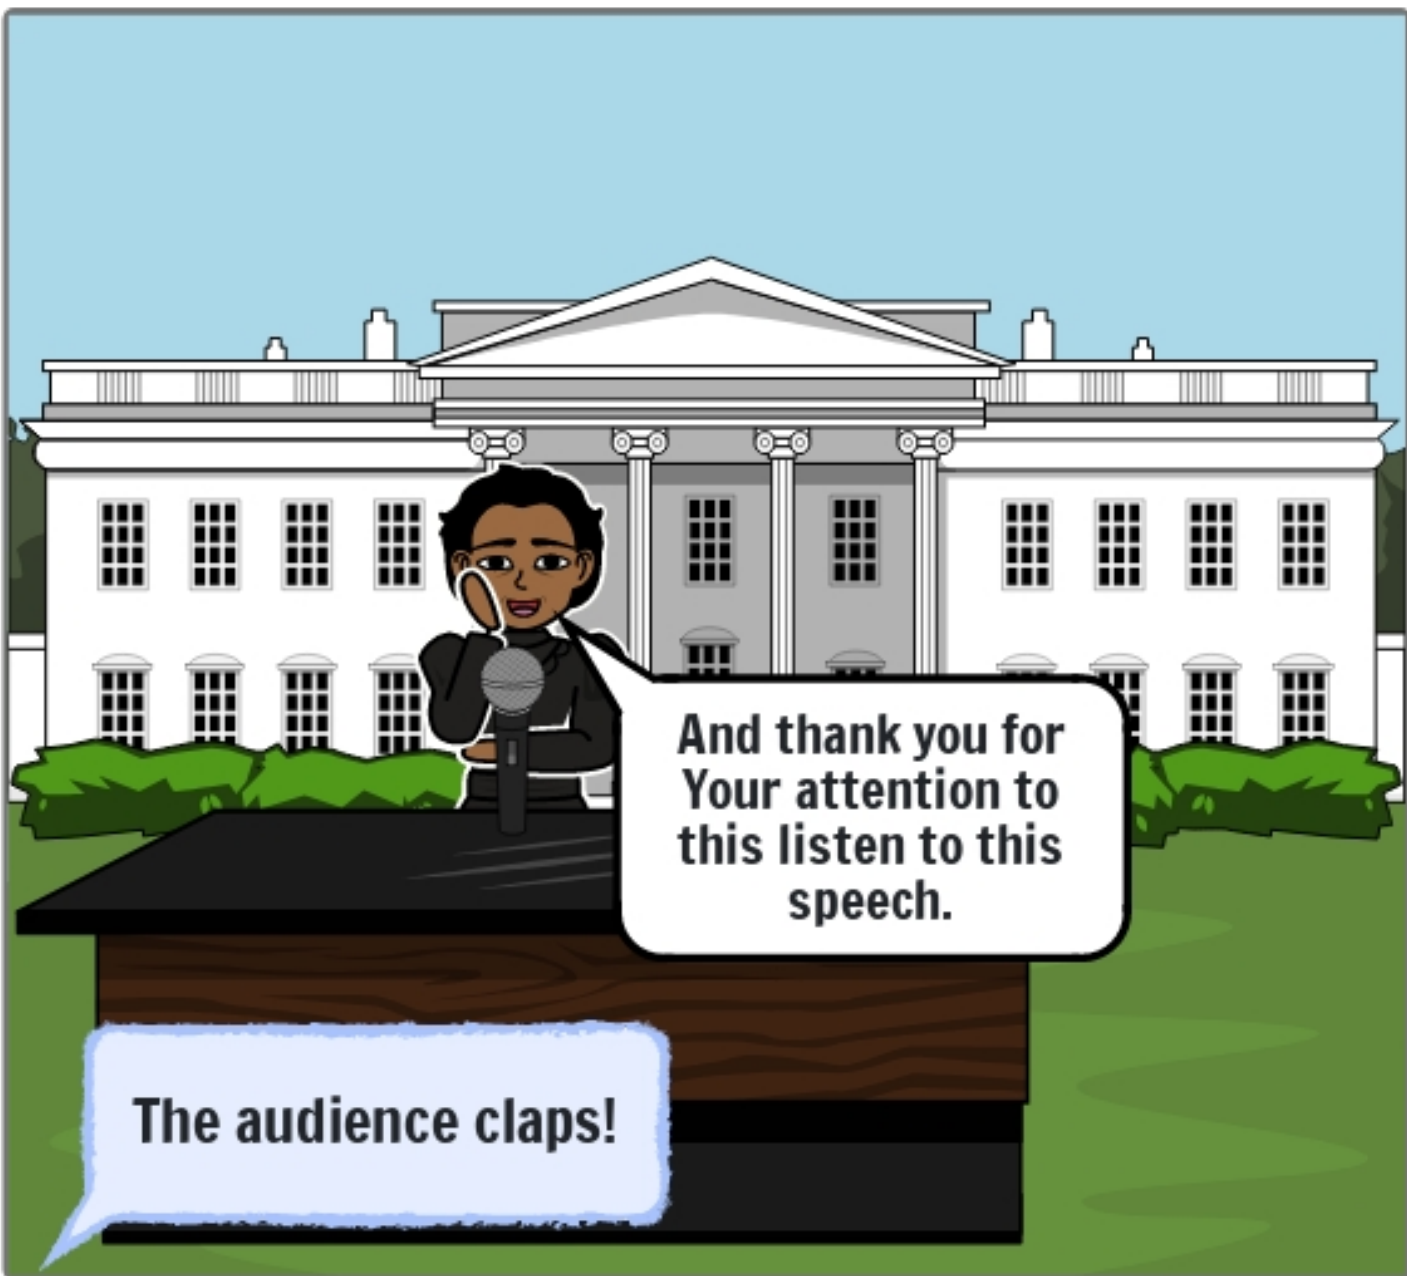 And thank you for
Your attention to
this listen to this
speech.
The audience claps!